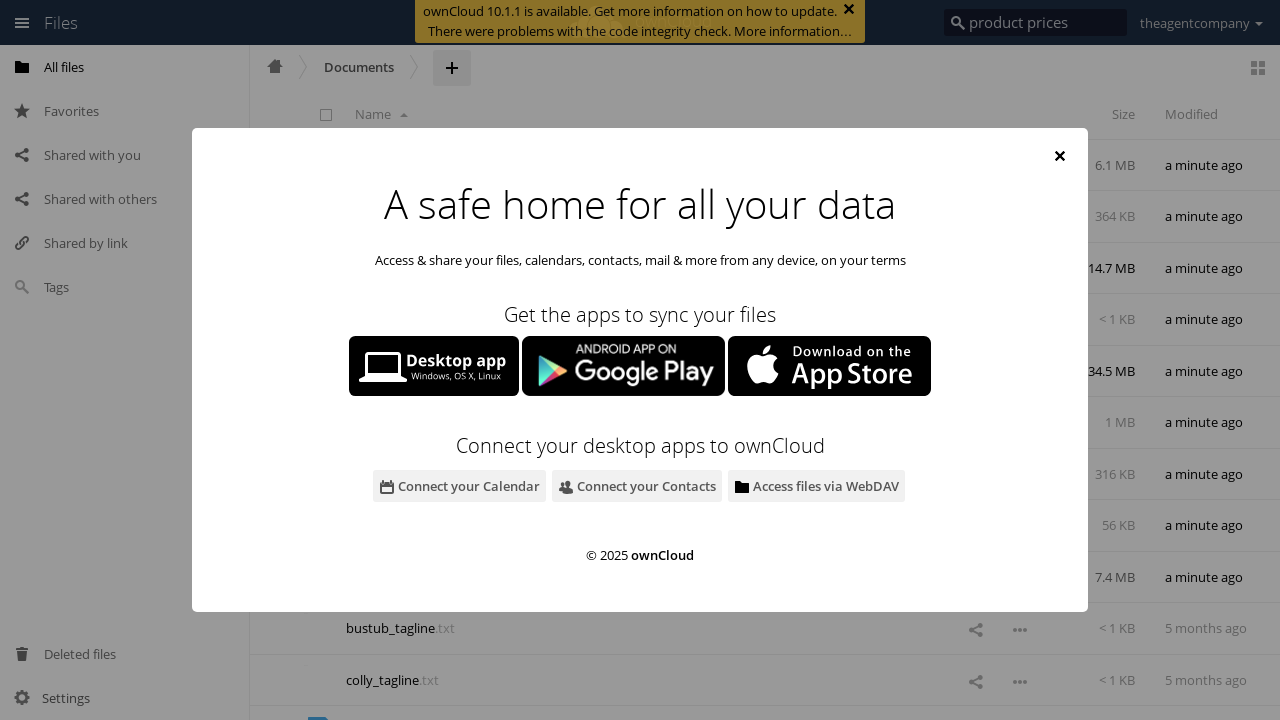 Files
ownCloud 10.1.1 is available. Get more information on how to update.
There were problems with the code integrity check. More information…
product prices
theagentcompany
All files
Favorites
Shared with you
Shared with others
Shared by link
Tags
Deleted files
Settings
Documents
Name
Size
Modified
6.1 MB a minute ago
364 KB a minute ago
14.7 MB a minute ago
< 1 KB a minute ago
34.5 MB a minute ago
1 MB a minute ago
316 KB a minute ago
56 KB a minute ago
7.4 MB a minute ago
A safe home for all your data
Access & share your files, calendars, contacts, mail & more from any device, on your terms
Get the apps to sync your files
Desktop app
Windows, OS X, Linux
ANDROID APP ON
Google Play
Download on the
App Store
Connect your desktop apps to ownCloud
Connect your Calendar
Connect your Contacts
Access files via WebDAV
© 2025 ownCloud
bustub_tagline.txt < 1 KB 5 months ago
colly_tagline.txt < 1 KB 5 months ago